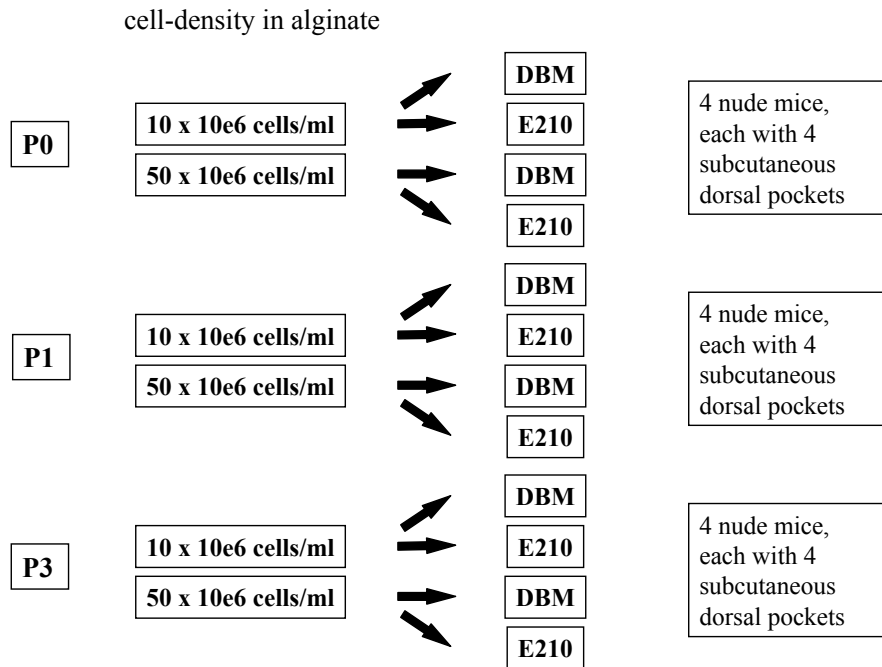 cell-density in alginate
P0
10 x 10e6 cells/ml
50 x 10e6 cells/ml
DBM
E210
DBM
E210
4 nude mice,
each with 4
subcutaneous
dorsal pockets
P1
10 x 10e6 cells/ml
50 x 10e6 cells/ml
DBM
E210
DBM
E210
4 nude mice,
each with 4
subcutaneous
dorsal pockets
P3
10 x 10e6 cells/ml
50 x 10e6 cells/ml
DBM
E210
DBM
E210
4 nude mice,
each with 4
subcutaneous
dorsal pockets